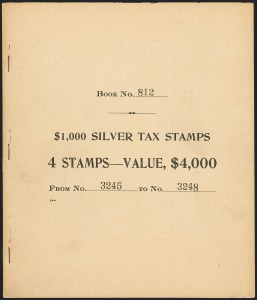 Book No. 812
$1,000 SILVER TAX STAMPS
4 STAMPS—VALUE, $4,000
From No. 3245 to No. 3248